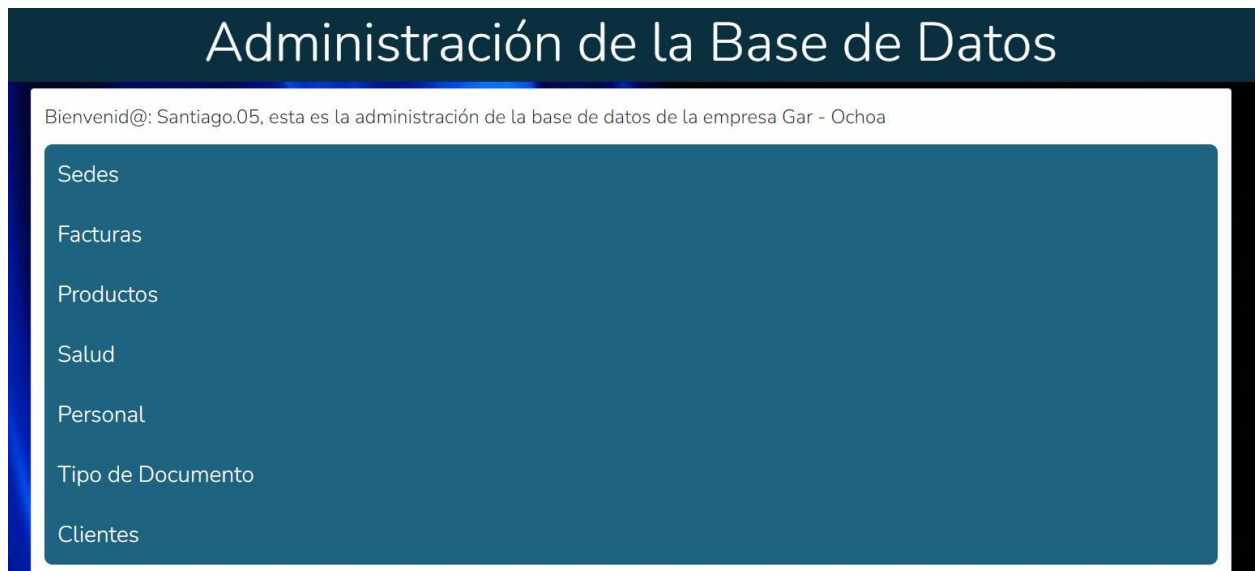 Administración de la Base de Datos
Bienvenid@: Santiago.05, esta es la administración de la base de datos de la empresa Gar - Ochoa
Sedes
Facturas
Productos
Salud
Personal
Tipo de Documento
Clientes